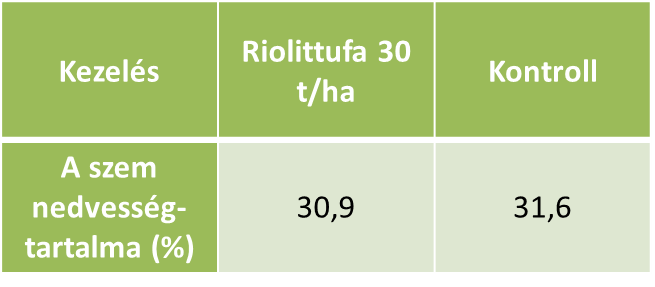 Kezelés
Riolittufa 30
t/ha
Kontroll
A szem
nedvesség-
tartalma (%)
30,9
31,6